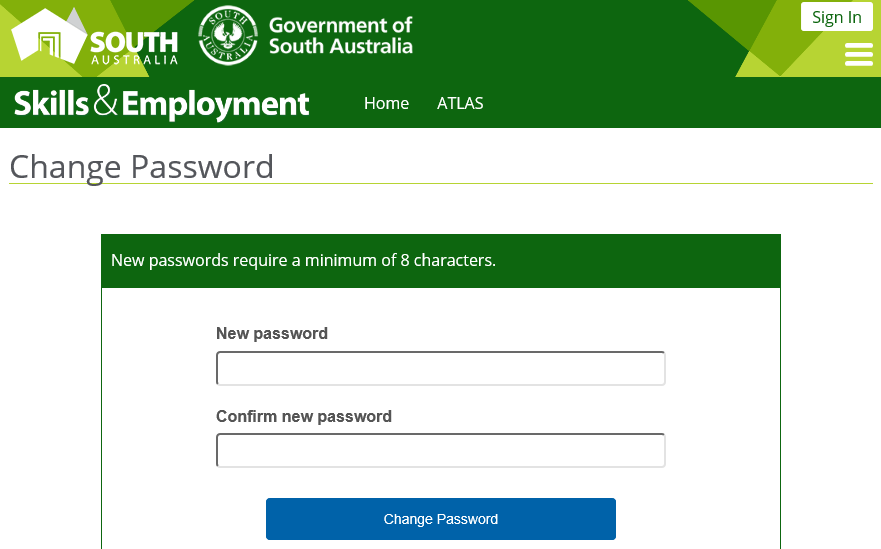 Sign In
SOUTH
AUSTRALIA
SOUTH
AUSTRALIA
Government of
South Australia
Skills&Employment
Home
ATLAS
Change Password
New passwords require a minimum of 8 characters.
New password
Confirm new password
Change Password